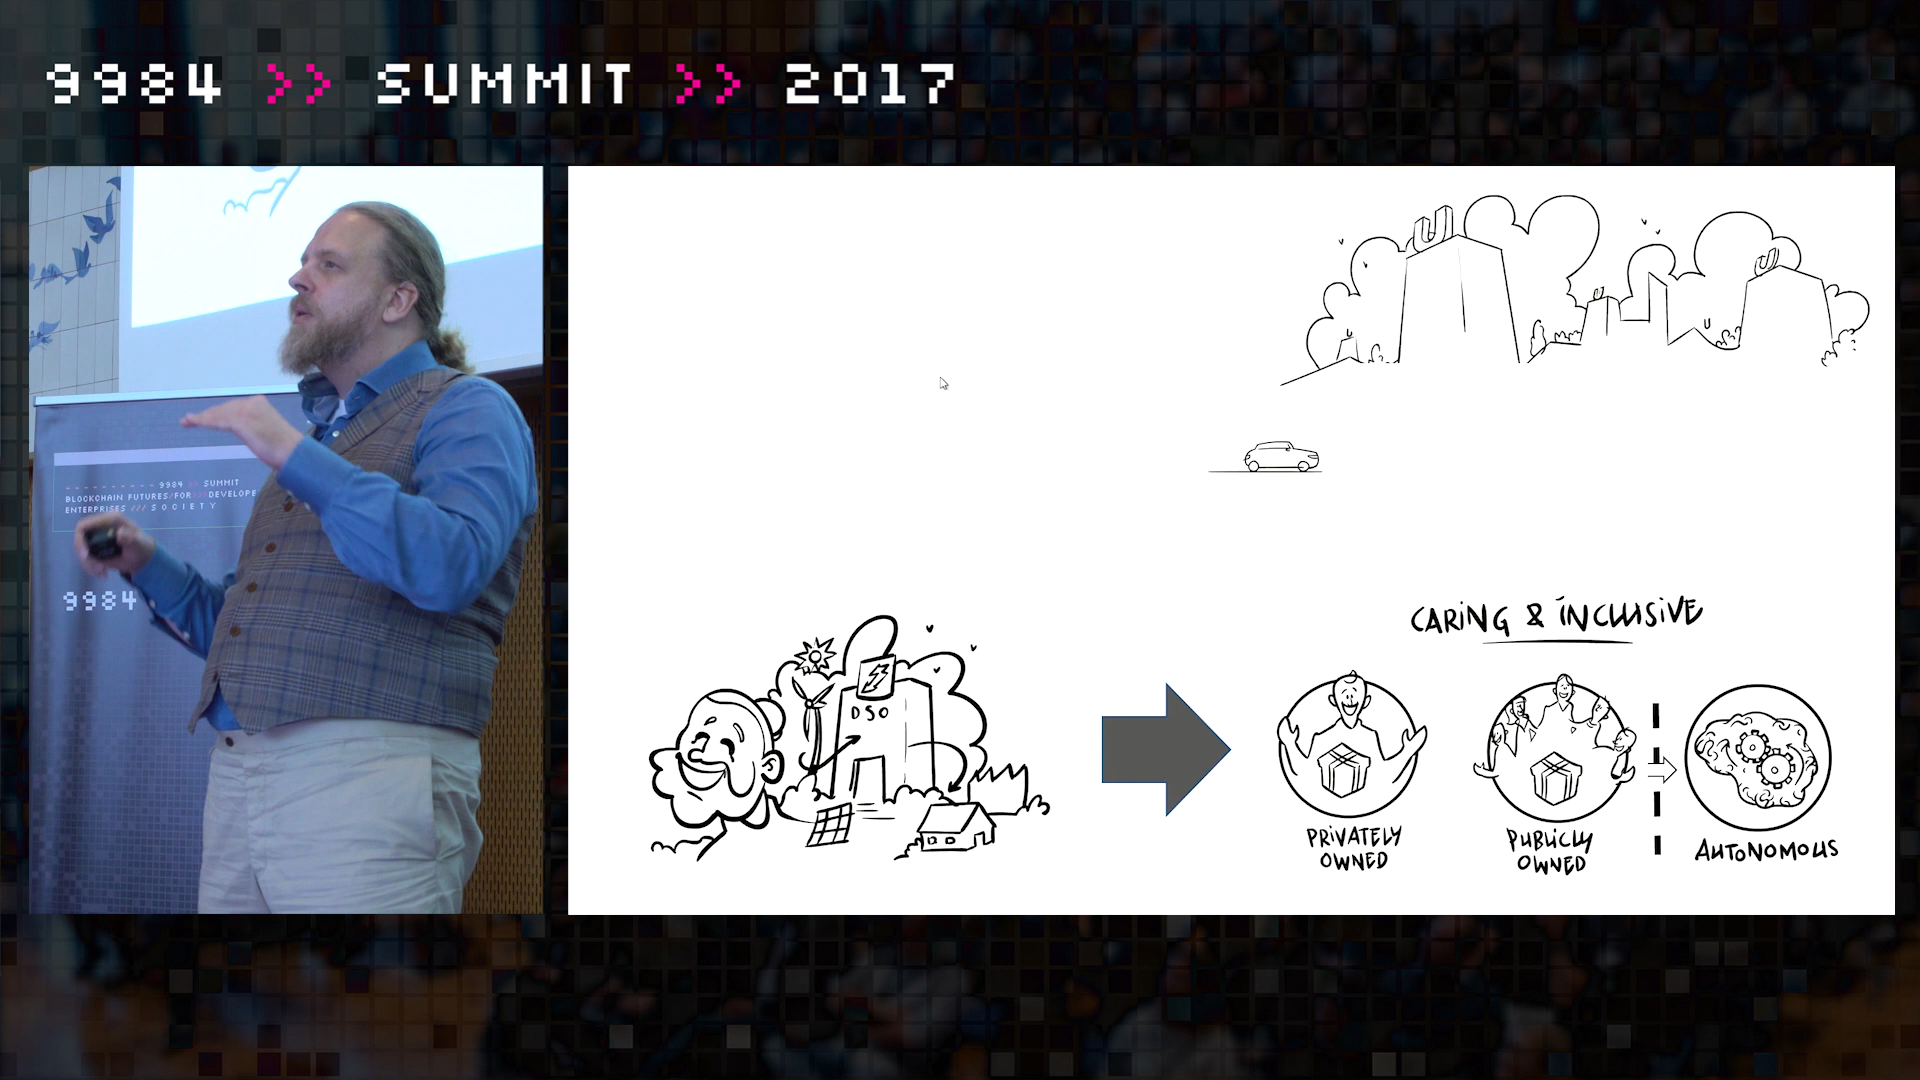 9984 >> SUMMIT >> 2017
9984 >> SUMMIT
BLOCKCHAIN FUTURES/FOR>>>DEVELOPE
ENTERPRISES /// SOCIETY
9984
U
U
U
U
U
DSO
CARING & INCLUSIVE
PRIVATELY
OWNED
PUBLICLY
OWNED
AUTONOMOUS